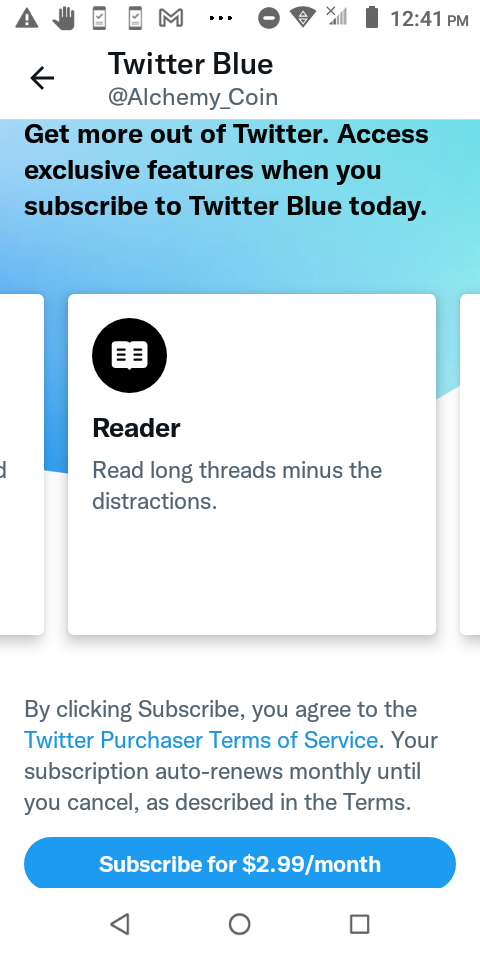 12:41 PM
Twitter Blue
@Alchemy_Coin
Get more out of Twitter. Access
exclusive features when you
subscribe to Twitter Blue today.
d
Reader
Read long threads minus the
distractions.
By clicking Subscribe, you agree to the
Twitter Purchaser Terms of Service. Your
subscription auto-renews monthly until
you cancel, as described in the Terms.
Subscribe for $2.99/month